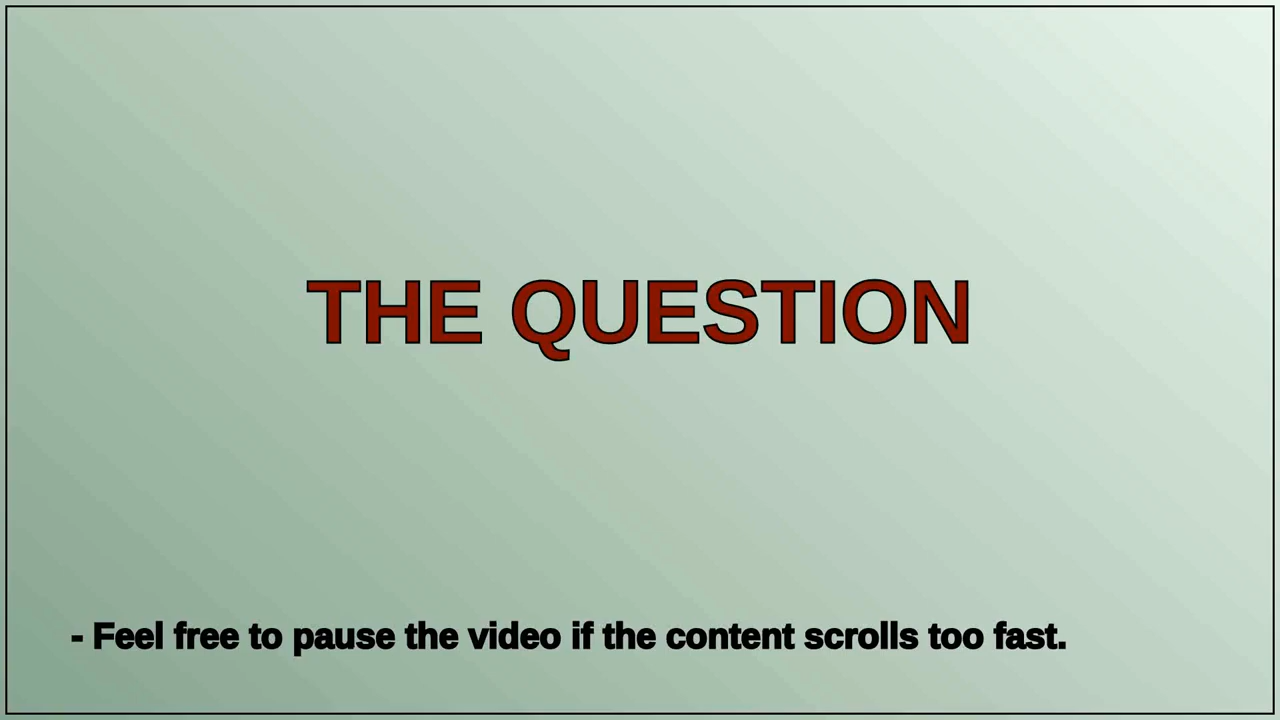 THE QUESTION
- Feel free to pause the video if the content scrolls too fast.